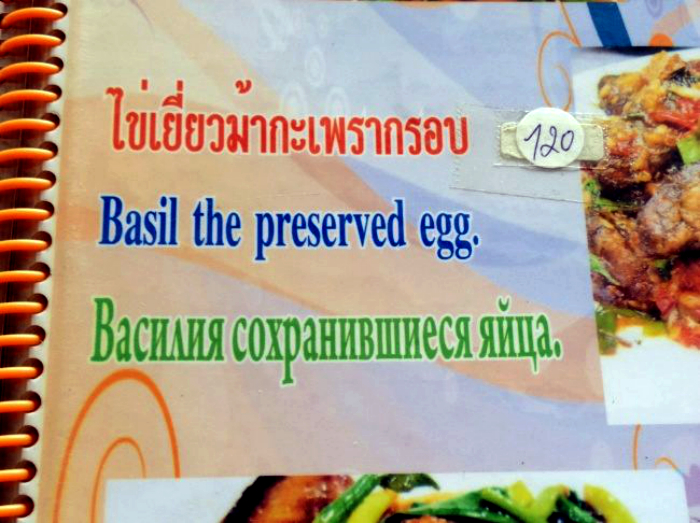 ไข่เยี่ยวม้ากะเพรากรอบ
120
Basil the preserved egg.
Василия сохранившиеся яйца.